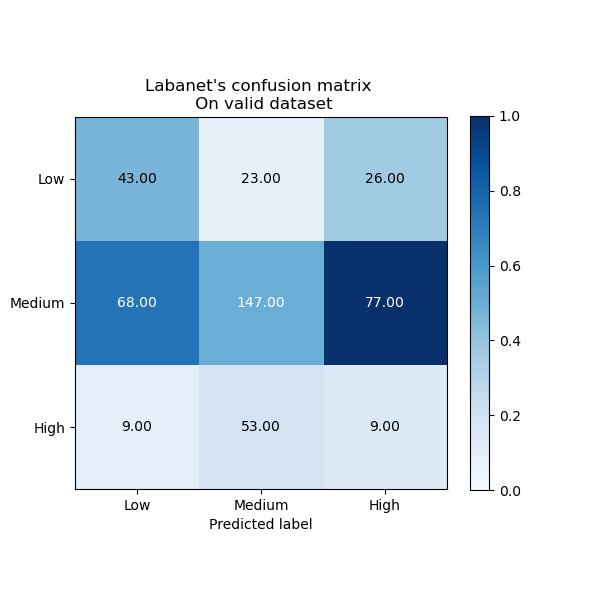 Labanet's confusion matrix
On valid dataset
1.0
Low 43.00 23.00 26.00
0.8
0.6
Medium 68.00 147.00 77.00
0.4
High 9.00 53.00 9.00
0.2
0.0
Low Medium High
Predicted label